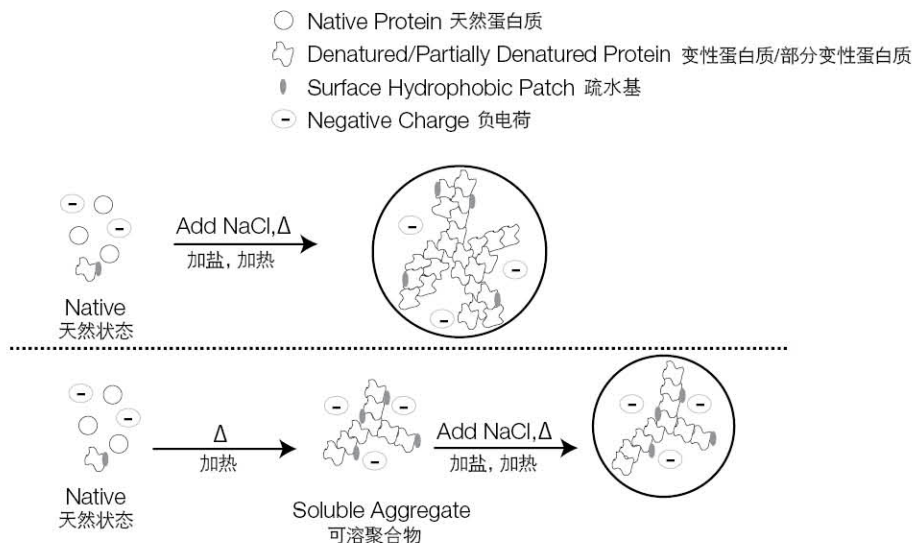 Native Protein 天然蛋白质
Denatured/Partially Denatured Protein 变性蛋白质/部分变性蛋白质
Surface Hydrophobic Patch 疏水基
Negative Charge 负电荷
Add NaCl,Δ
加盐, 加热
Native
天然状态
Δ
加热
Add NaCl,Δ
加盐, 加热
Native
天然状态
Soluble Aggregate
可溶聚合物